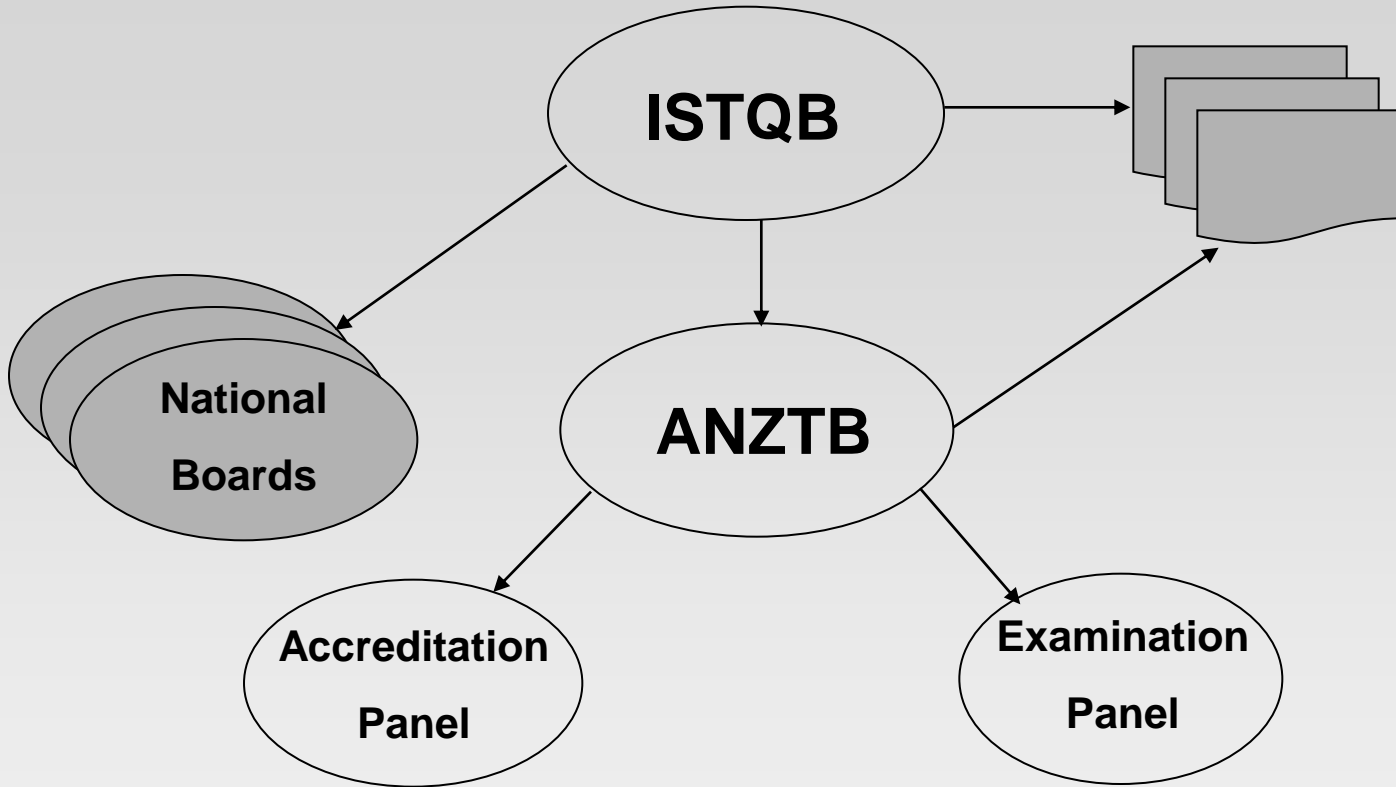 ISTQB
National
Boards
ANZTB
Accreditation
Panel
Examination
Panel